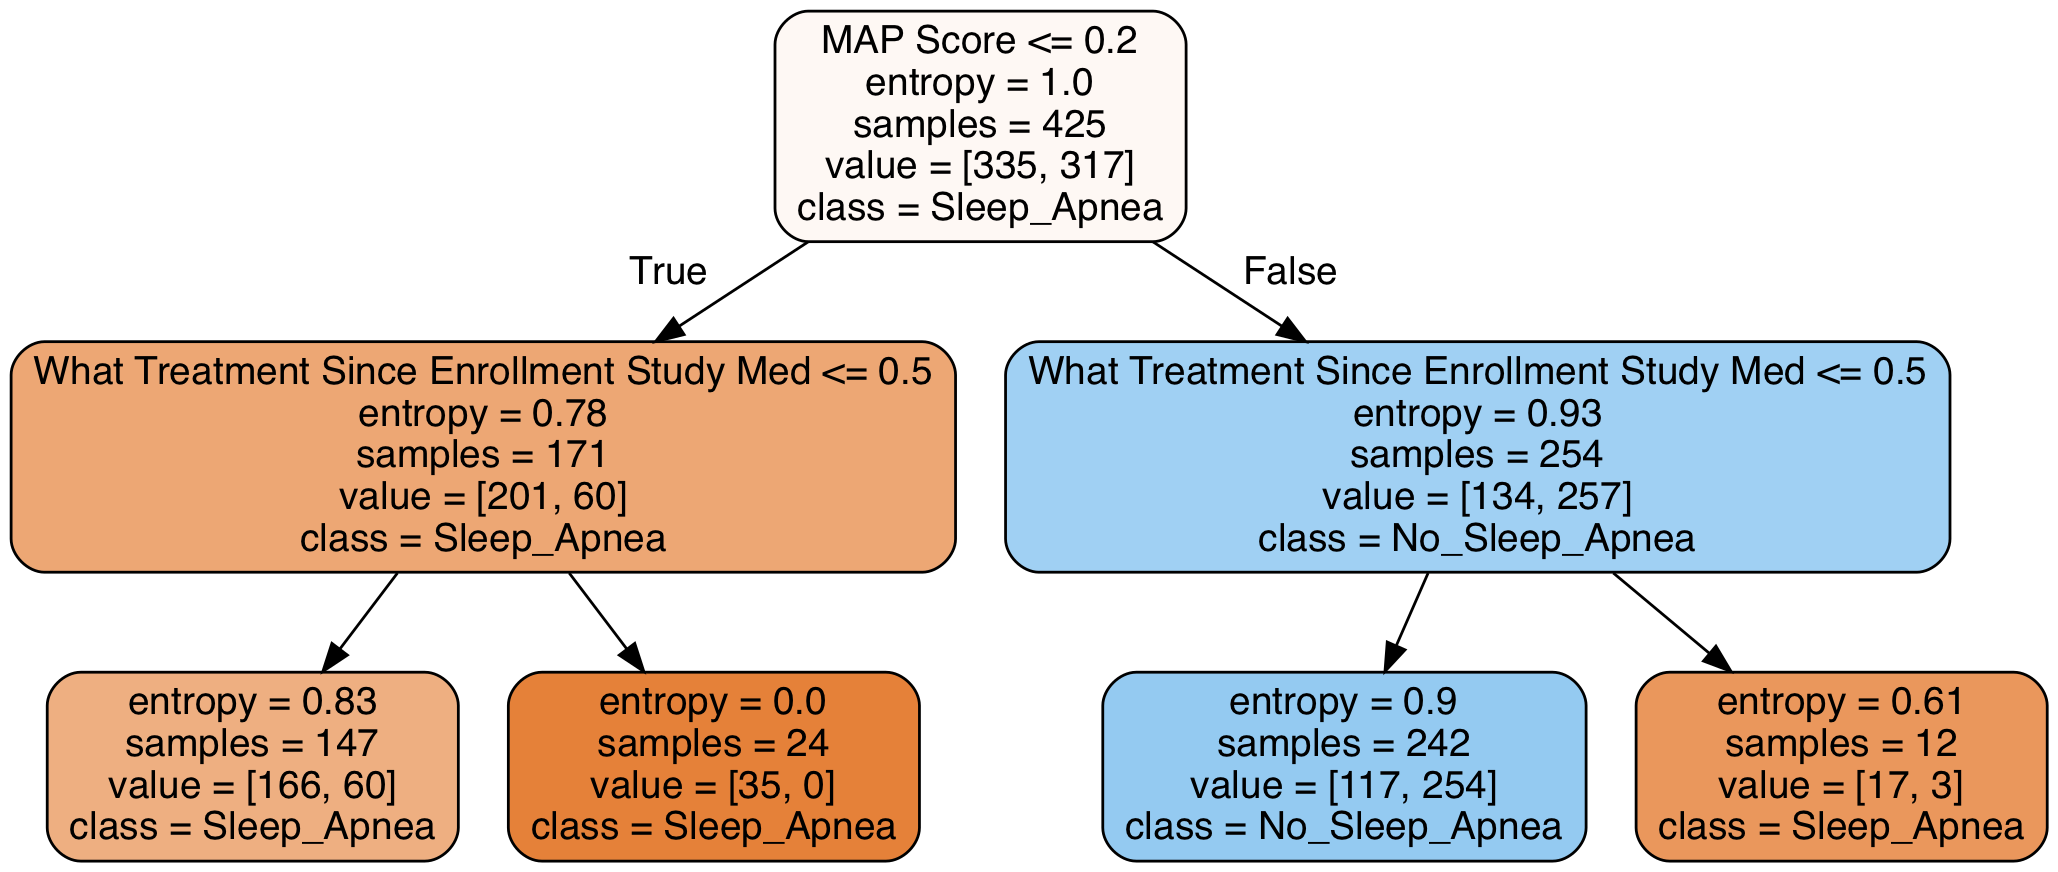 MAP Score <= 0.2
entropy = 1.0
samples = 425
value = [335, 317]
class = Sleep_Apnea
True
False
What Treatment Since Enrollment Study Med <= 0.5
entropy = 0.78
samples = 171
value = [201, 60]
class = Sleep_Apnea
What Treatment Since Enrollment Study Med <= 0.5
entropy = 0.93
samples = 254
value = [134, 257]
class = No_Sleep_Apnea
entropy = 0.83
samples = 147
value = [166, 60]
class = Sleep_Apnea
entropy = 0.0
samples = 24
value = [35, 0]
class = Sleep_Apnea
entropy = 0.9
samples = 242
value = [117, 254]
class = No_Sleep_Apnea
entropy = 0.61
samples = 12
value = [17, 3]
class = Sleep_Apnea